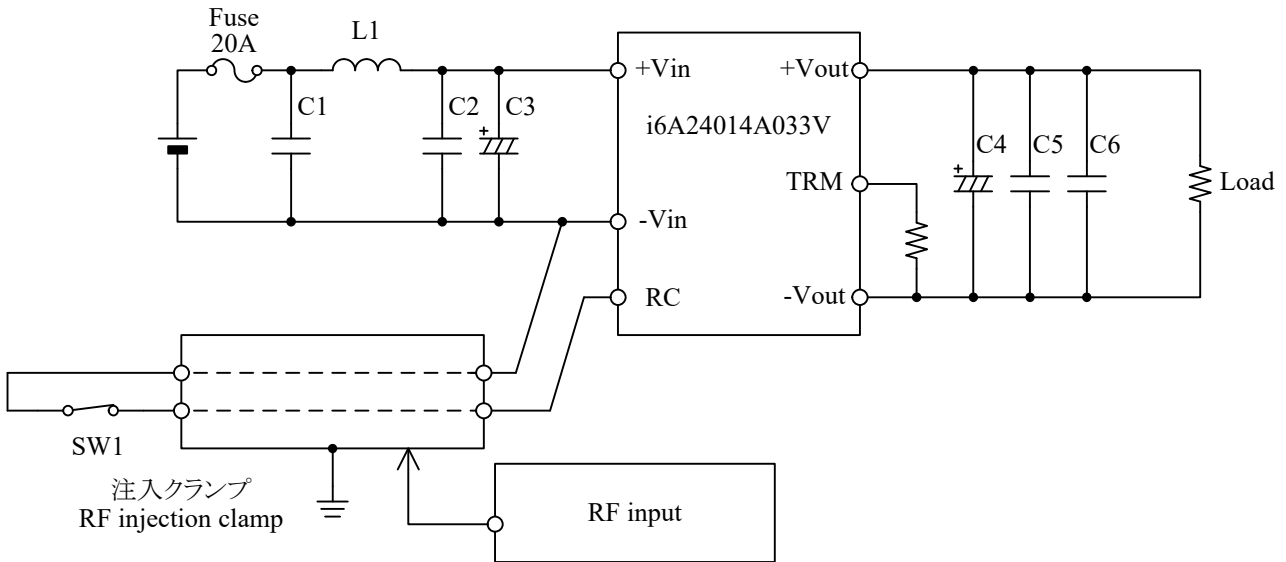 Fuse
20A
L1
C1
C2
C3
+
+Vin
+Vout
i6A24014A033V
TRM
-Vin
RC
-Vout
+
C4
C5
C6
Load
SW1
注入クランプ
RF injection clamp
RF input